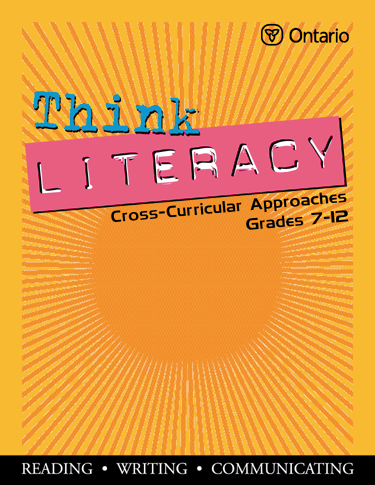 Ontario
Think
LITERACY
Cross-Curricular Approaches
Grades 7-12
READING • WRITING • COMMUNICATING